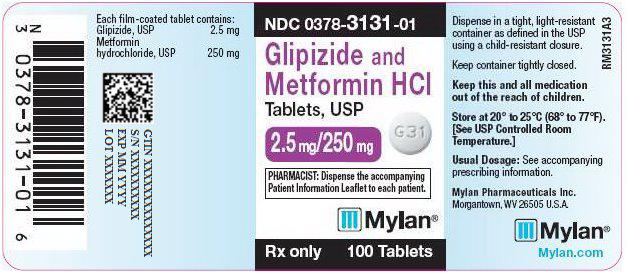 N
3 0378-3131-01 6
Each film-coated tablet contains:
Glipizide, USP 2.5 mg
Metformin
hydrochloride, USP 250 mg
GTIN XXXXXXXXXXXXXX
S/N XXXXXXXX
EXP MM YYYY
LOT XXXXXXX
NDC 0378-3131-01
Glipizide and
Metformin HCl
Tablets, USP
2.5 mg/250 mg
G31
PHARMACIST: Dispense the accompanying
Patient Information Leaflet to each patient.
Mylan®
Rx only 100 Tablets
Dispense in a tight, light-resistant
container as defined in the USP
using a child-resistant closure.
Keep container tightly closed.
Keep this and all medication
out of the reach of children.
Store at 20° to 25°C (68° to 77°F).
[See USP Controlled Room
Temperature.]
Usual Dosage: See accompanying
prescribing information.
Mylan Pharmaceuticals Inc.
Morgantown, WV 26505 U.S.A.
Mylan®
Mylan.com
RM3131A3